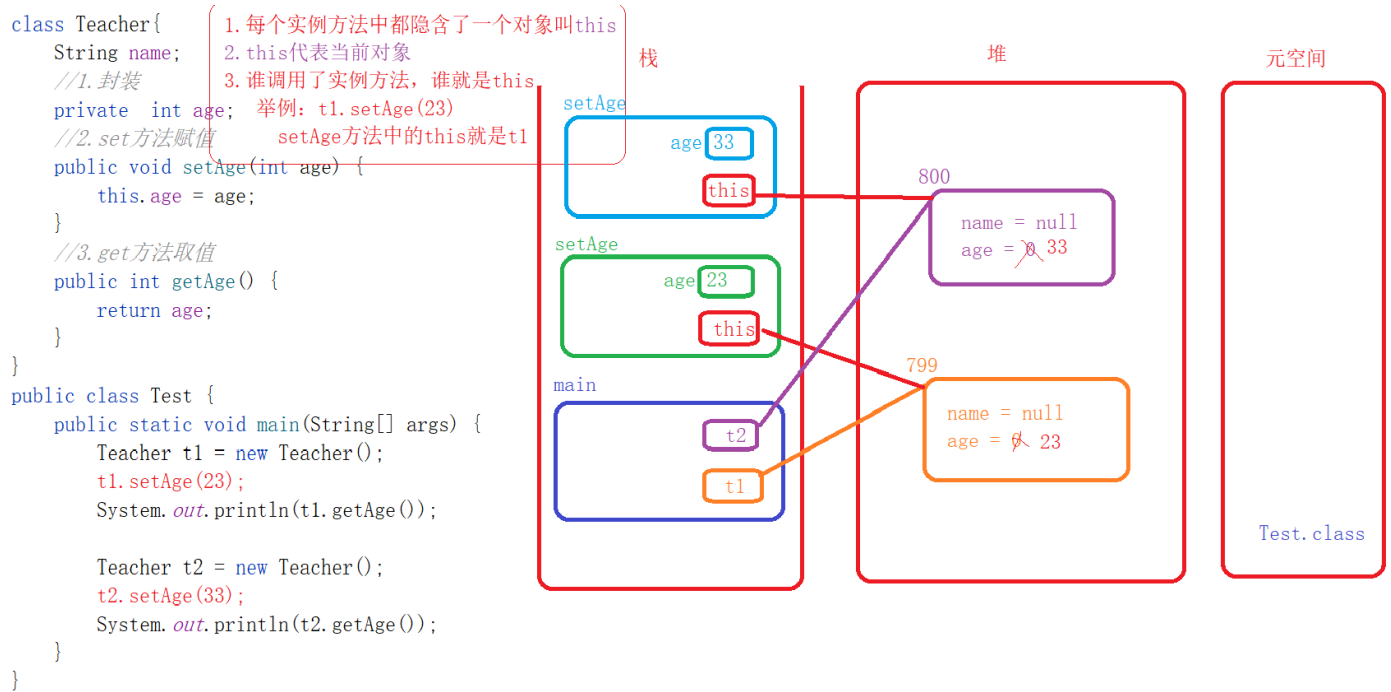 class Teacher{
String name;
//1.封装
private  int age;
//2.set方法赋值
public void setAge(int age) {
this.age = age;
}
//3.get方法取值
public int getAge() {
return age;
}
}
public class Test {
public static void main(String[] args) {
Teacher t1 = new Teacher();
t1.setAge(23);
System.out.println(t1.getAge());
Teacher t2 = new Teacher();
t2.setAge(33);
System.out.println(t2.getAge());
}
}
1.每个实例方法中都隐含了一个对象叫this
2.this代表当前对象
3.谁调用了实例方法，谁就是this
举例：t1.setAge(23)
setAge方法中的this就是t1
栈
setAge
age 33
this
setAge
age 23
this
main
t2
t1
堆
800
name = null
age = 0 33
799
name = null
age = 0 23
元空间
Test.class